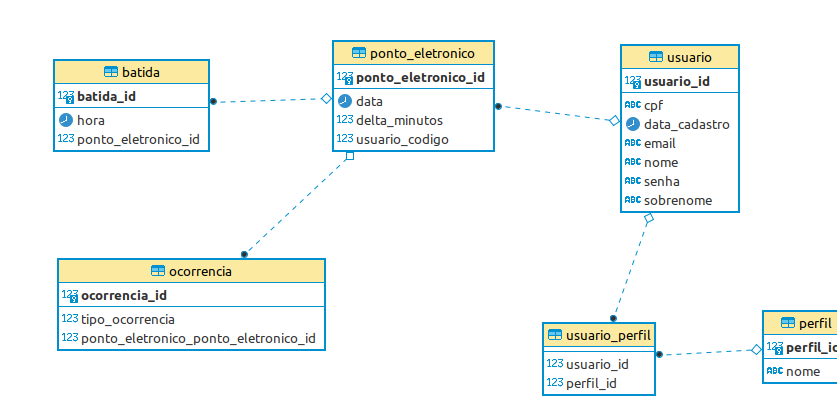 batida
123 batida_id
hora
123 ponto_eletronico_id
ponto_eletronico
123 ponto_eletronico_id
data
123 delta_minutos
123 usuario_codigo
usuario
123 usuario_id
ABC cpf
data_cadastro
ABC email
ABC nome
ABC senha
ABC sobrenome
ocorrencia
123 ocorrencia_id
123 tipo_ocorrencia
123 ponto_eletronico_ponto_eletronico_id
usuario_perfil
123 usuario_id
123 perfil_id
perfil
123 perfil_id
ABC nome